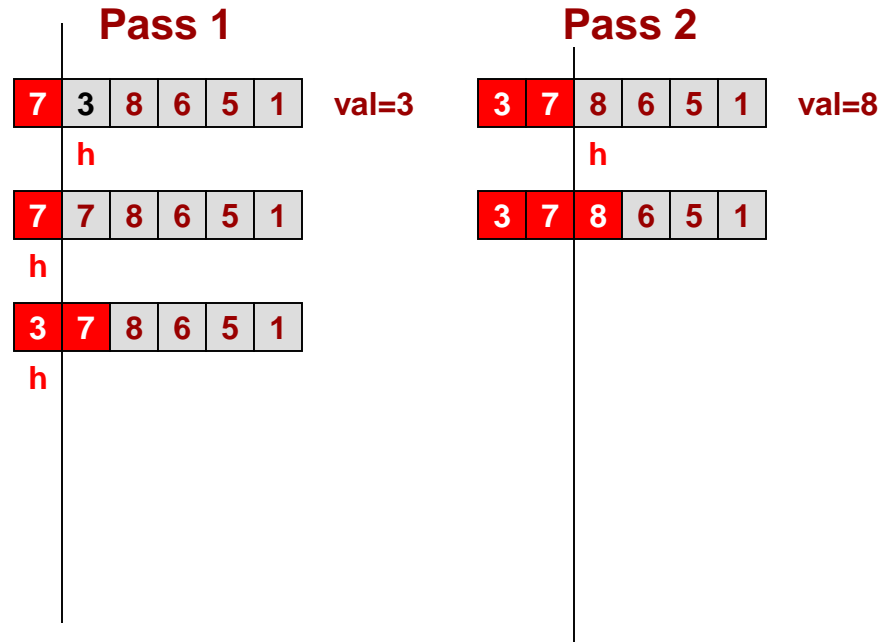 Pass 1
7 3 8 6 5 1 val=3
h
7 7 8 6 5 1
h
3 7 8 6 5 1
h
Pass 2
3 7 8 6 5 1 val=8
h
3 7 8 6 5 1